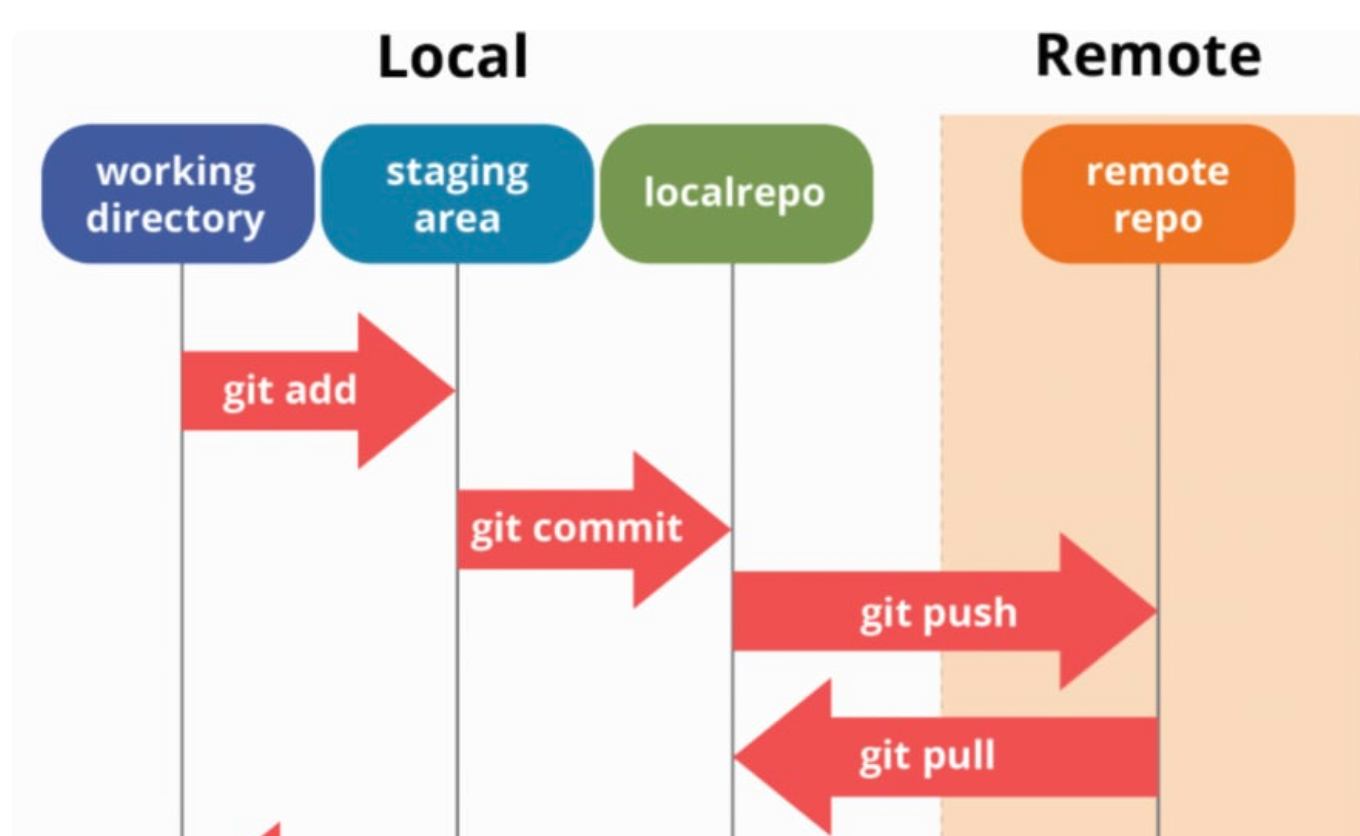 Local
Remote
working
directory
staging
area
localrepo
remote
repo
git add
git commit
git push
git pull